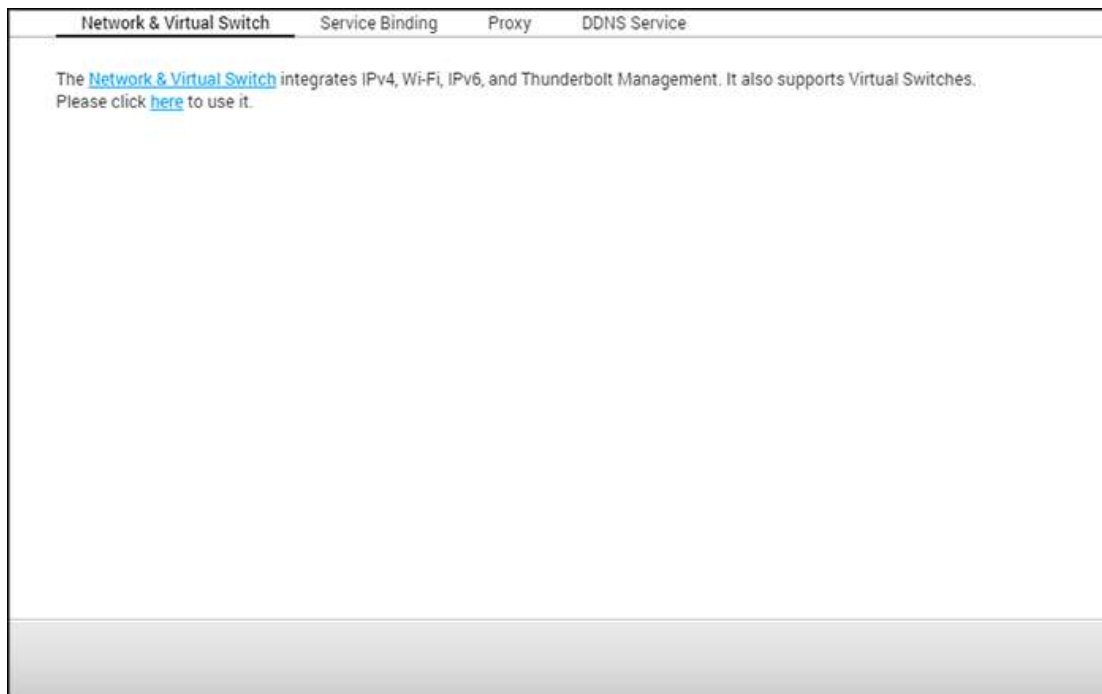 Network & Virtual Switch Service Binding Proxy DDNS Service
The Network & Virtual Switch integrates IPv4, Wi-Fi, IPv6, and Thunderbolt Management. It also supports Virtual Switches.
Please click here to use it.